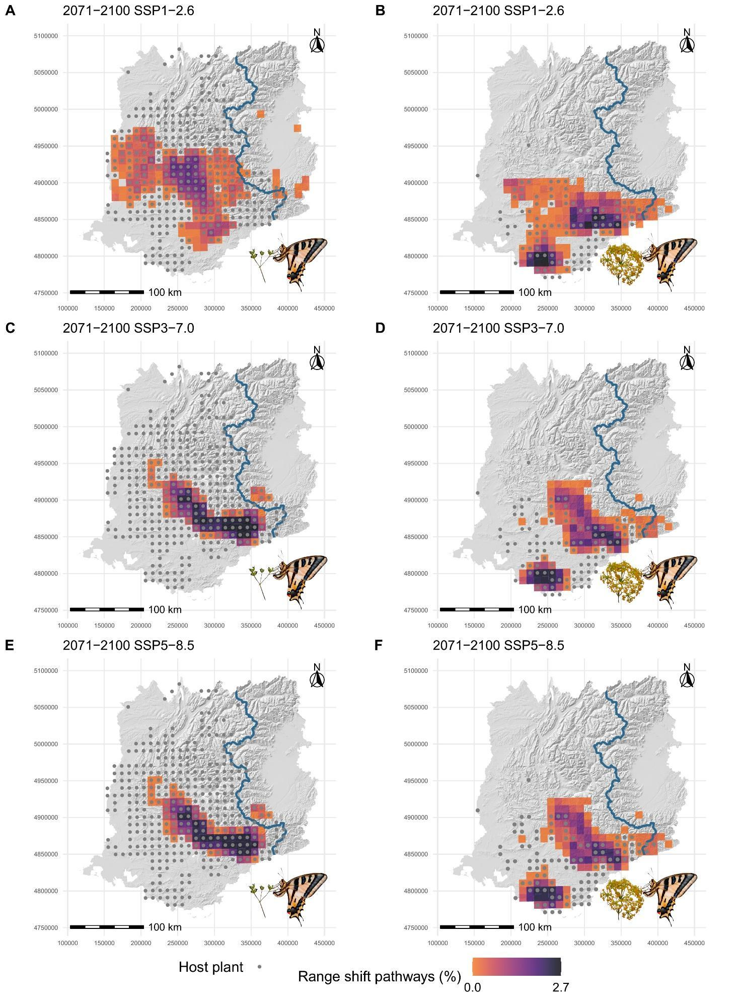 A 2071−2100 SSP1−2.6
N
5100000
5050000
5000000
4950000
4900000
4850000
4800000
4750000
100 km
100000 150000 200000 250000 300000 350000 400000 450000
B 2071−2100 SSP1−2.6
N
5100000
5050000
5000000
4950000
4900000
4850000
4800000
4750000
100 km
100000 150000 200000 250000 300000 350000 400000 450000
C 2071−2100 SSP3−7.0
N
5100000
5050000
5000000
4950000
4900000
4850000
4800000
4750000
100 km
100000 150000 200000 250000 300000 350000 400000 450000
D 2071−2100 SSP3−7.0
N
5100000
5050000
5000000
4950000
4900000
4850000
4800000
4750000
100 km
100000 150000 200000 250000 300000 350000 400000 450000
E 2071−2100 SSP5−8.5
N
5100000
5050000
5000000
4950000
4900000
4850000
4800000
4750000
100 km
100000 150000 200000 250000 300000 350000 400000 450000
F 2071−2100 SSP5−8.5
N
5100000
5050000
5000000
4950000
4900000
4850000
4800000
4750000
100 km
100000 150000 200000 250000 300000 350000 400000 450000
Host plant
Range shift pathways (%)
0.0 2.7